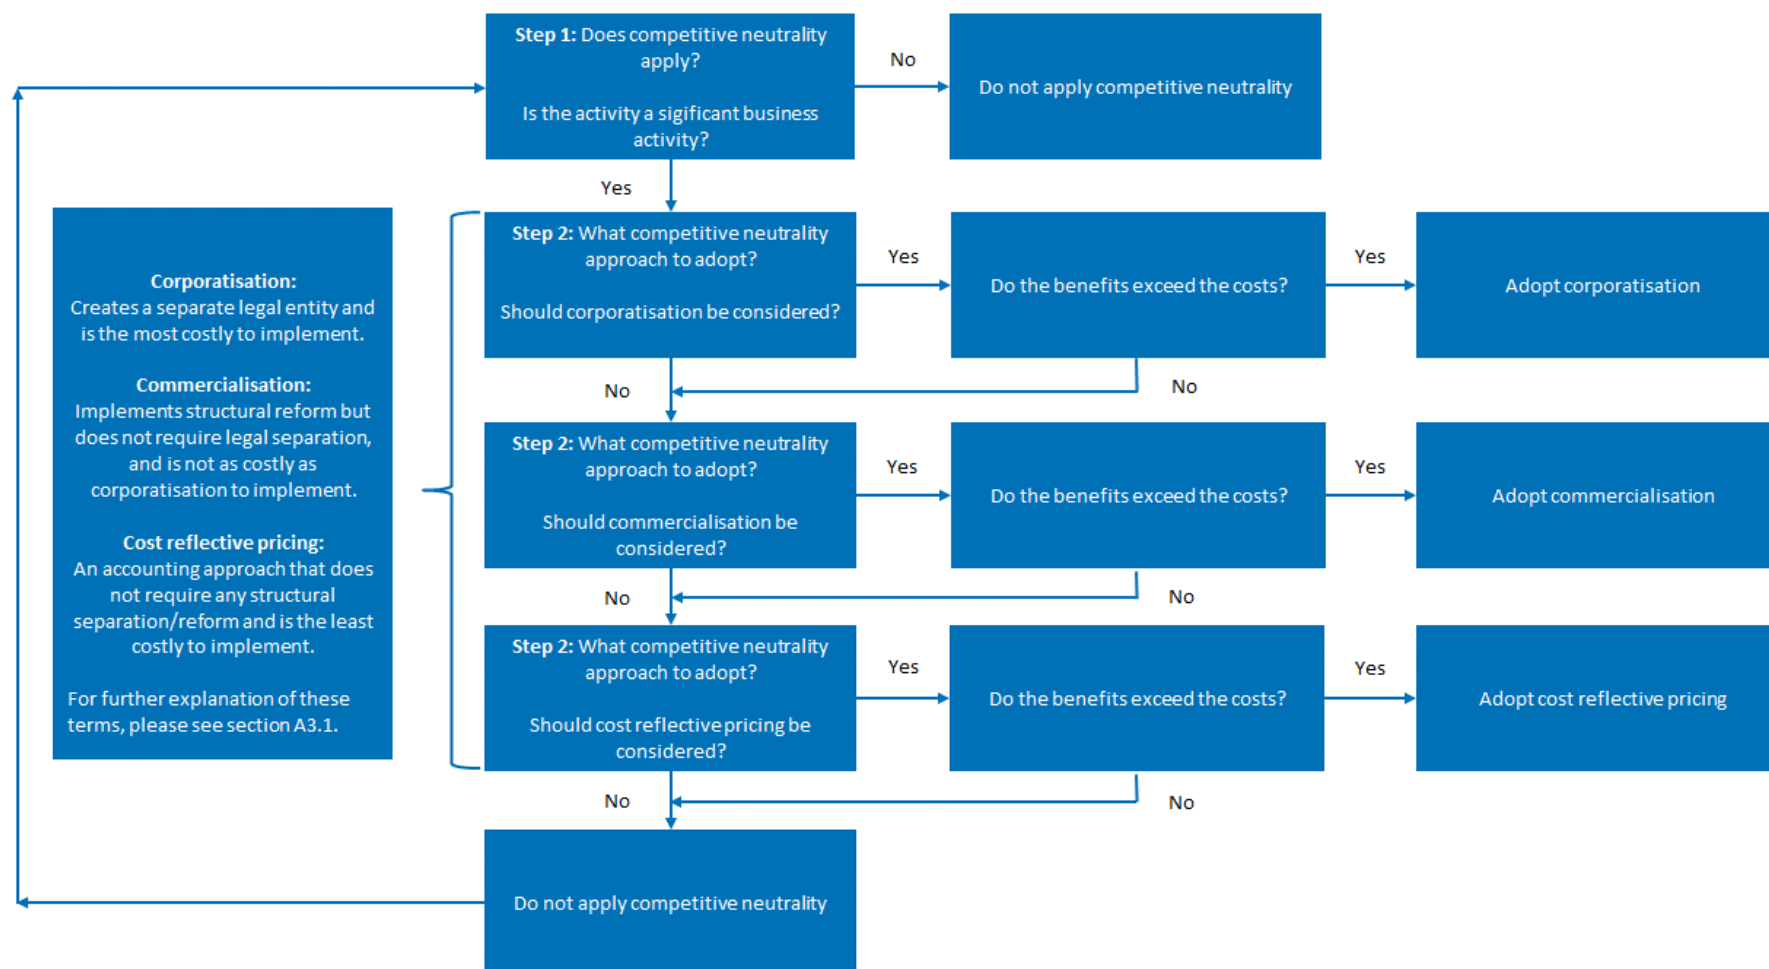 Step 1: Does competitive neutrality
apply?
Is the activity a sigificant business
activity?
No
Do not apply competitive neutrality
Yes
Corporatisation:
Creates a separate legal entity and
is the most costly to implement.
Commercialisation:
Implements structural reform but
does not require legal separation,
and is not as costly as
corporatisation to implement.
Cost reflective pricing:
An accounting approach that does
not require any structural
separation/reform and is the least
costly to implement.
For further explanation of these
terms, please see section A3.1.
Step 2: What competitive neutrality
approach to adopt?
Should corporatisation be considered?
Yes
Do the benefits exceed the costs?
Yes
Adopt corporatisation
No
No
Step 2: What competitive neutrality
approach to adopt?
Should commercialisation be
considered?
Yes
Do the benefits exceed the costs?
Yes
Adopt commercialisation
No
No
Step 2: What competitive neutrality
approach to adopt?
Should cost reflective pricing be
considered?
Yes
Do the benefits exceed the costs?
Yes
Adopt cost reflective pricing
No
No
Do not apply competitive neutrality